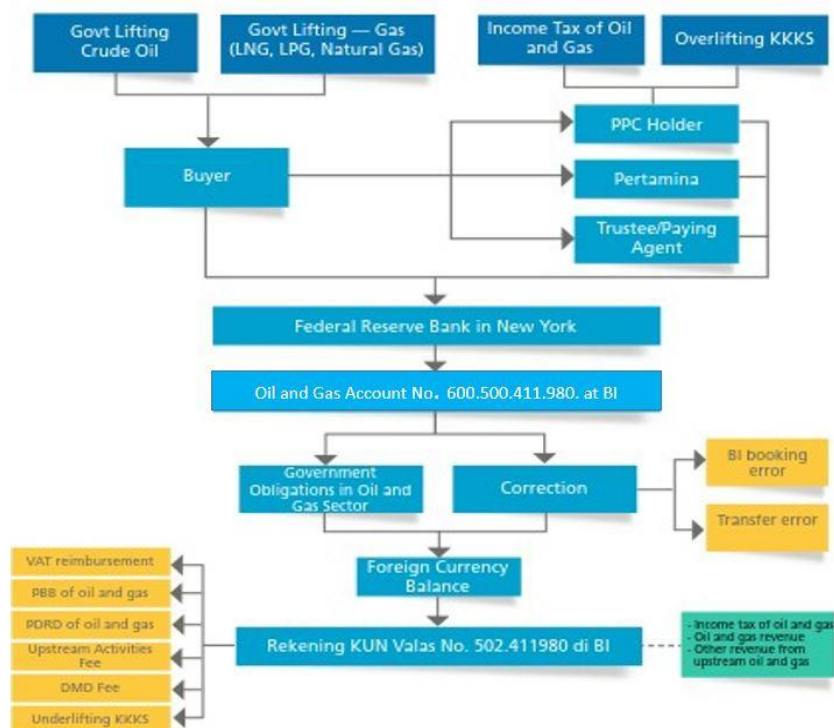 Govt Lifting
Crude Oil
Govt Lifting — Gas
(LNG, LPG, Natural Gas)
Income Tax of Oil
and Gas
Overlifting KKKS
PPC Holder
Buyer
Pertamina
Trustee/Paying
Agent
Federal Reserve Bank in New York
Oil and Gas Account No. 600.500.411.980. at BI
Government
Obligations in Oil and
Gas Sector
Correction
BI booking
error
Transfer error
Foreign Currency
Balance
VAT reimbursement
PBB of oil and gas
PDRD of oil and gas
Upstream Activities
Fee
DMD Fee
Underlifting KKKS
Rekening KUN Valas No. 502.411980 di BI
- Income tax of oil and gas
- Oil and gas revenue
- Other revenue from
upstream oil and gas